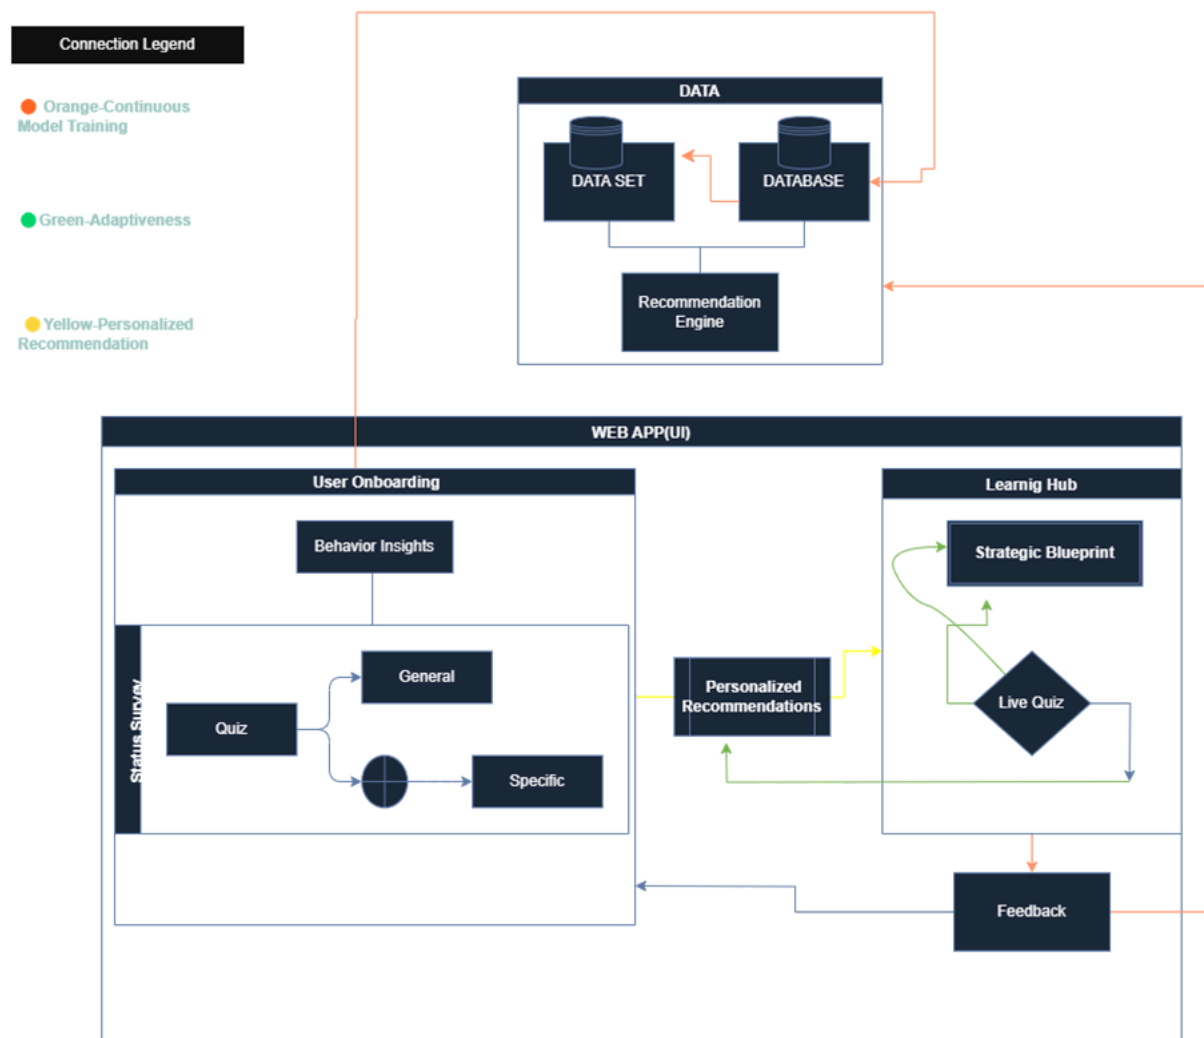 Connection Legend
Orange-Continuous
Model Training
Green-Adaptiveness
Yellow-Personalized
Recommendation
DATA
DATA SET
DATABASE
Recommendation
Engine
WEB APP(UI)
User Onboarding
Behavior Insights
Status Survey
General
Quiz
Specific
Personalized
Recommendations
Learnig Hub
Strategic Blueprint
Live Quiz
Feedback